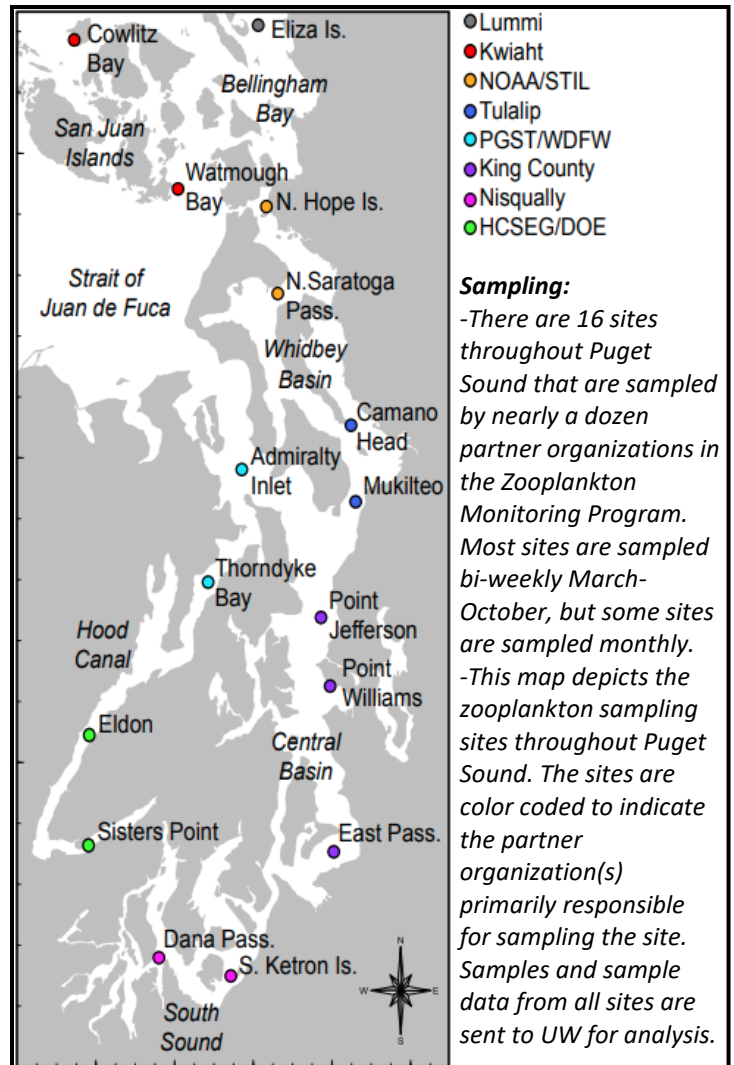 Cowlitz
Bay
Eliza Is.
Bellingham
Bay
San Juan
Islands
Watmough
Bay
N. Hope Is.
Strait of
Juan de Fuca
N.Saratoga
Pass.
Whidbey
Basin
Camano
Head
Admiralty
Inlet
Mukilteo
Thorndyke
Bay
Point
Jefferson
Hood
Canal
Point
Williams
Eldon
Central
Basin
Sisters Point
East Pass.
Dana Pass.
S. Ketron Is.
South
Sound
N
W
E
S
Lummi
Kwiaht
NOAA/STIL
Tulalip
PGST/WDFW
King County
Nisqually
HCSEG/DOE
Sampling:
-There are 16 sites
throughout Puget
Sound that are sampled
by nearly a dozen
partner organizations in
the Zooplankton
Monitoring Program.
Most sites are sampled
bi-weekly March-
October, but some sites
are sampled monthly.
-This map depicts the
zooplankton sampling
sites throughout Puget
Sound. The sites are
color coded to indicate
the partner
organization(s)
primarily responsible
for sampling the site.
Samples and sample
data from all sites are
sent to UW for analysis.